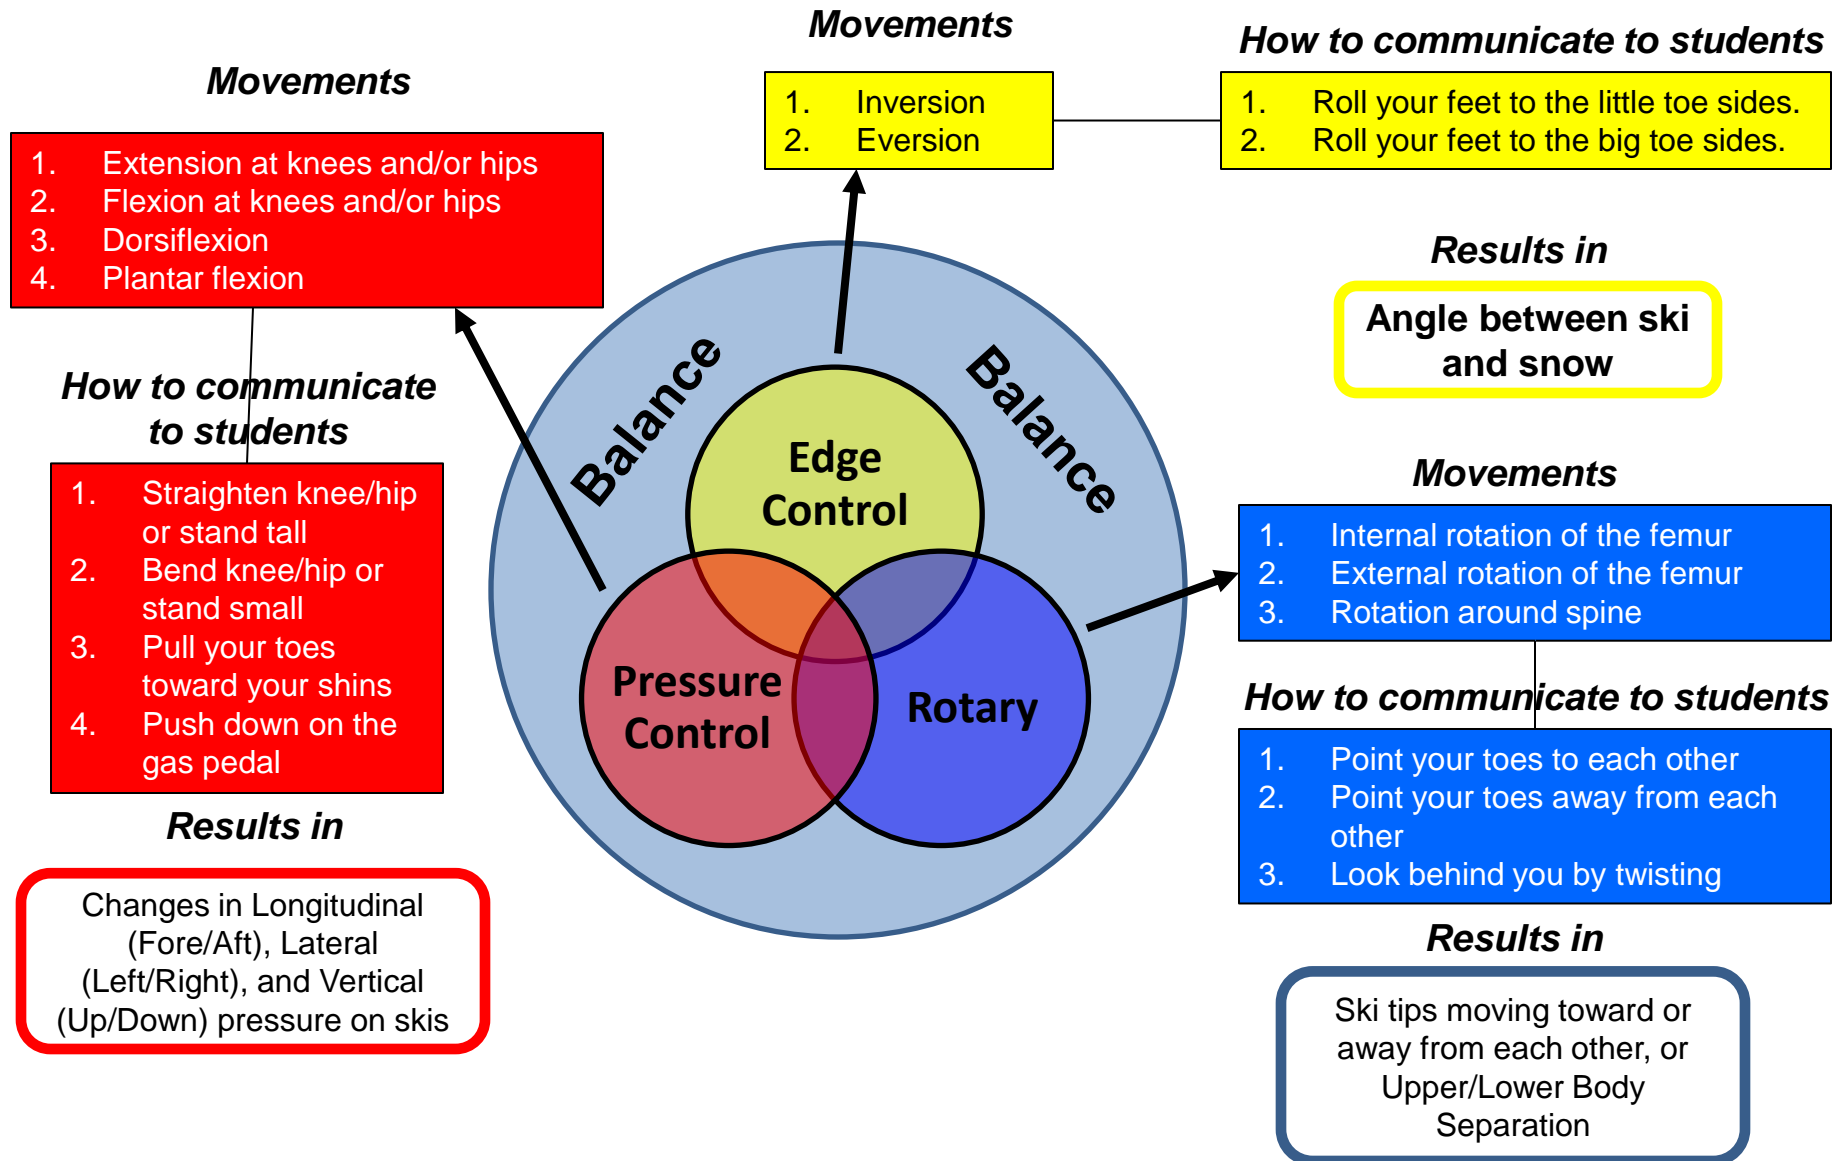 Movements
1. Extension at knees and/or hips
2. Flexion at knees and/or hips
3. Dorsiflexion
4. Plantar flexion
How to communicate
to students
1. Straighten knee/hip
or stand tall
2. Bend knee/hip or
stand small
3. Pull your toes
toward your shins
4. Push down on the
gas pedal
Results in
Changes in Longitudinal
(Fore/Aft), Lateral
(Left/Right), and Vertical
(Up/Down) pressure on skis
Movements
1. Inversion
2. Eversion
How to communicate to students
1. Roll your feet to the little toe sides.
2. Roll your feet to the big toe sides.
Results in
Angle between ski
and snow
Balance
Balance
Edge
Control
Pressure
Control
Rotary
Movements
1. Internal rotation of the femur
2. External rotation of the femur
3. Rotation around spine
How to communicate to students
1. Point your toes to each other
2. Point your toes away from each
other
3. Look behind you by twisting
Results in
Ski tips moving toward or
away from each other, or
Upper/Lower Body
Separation